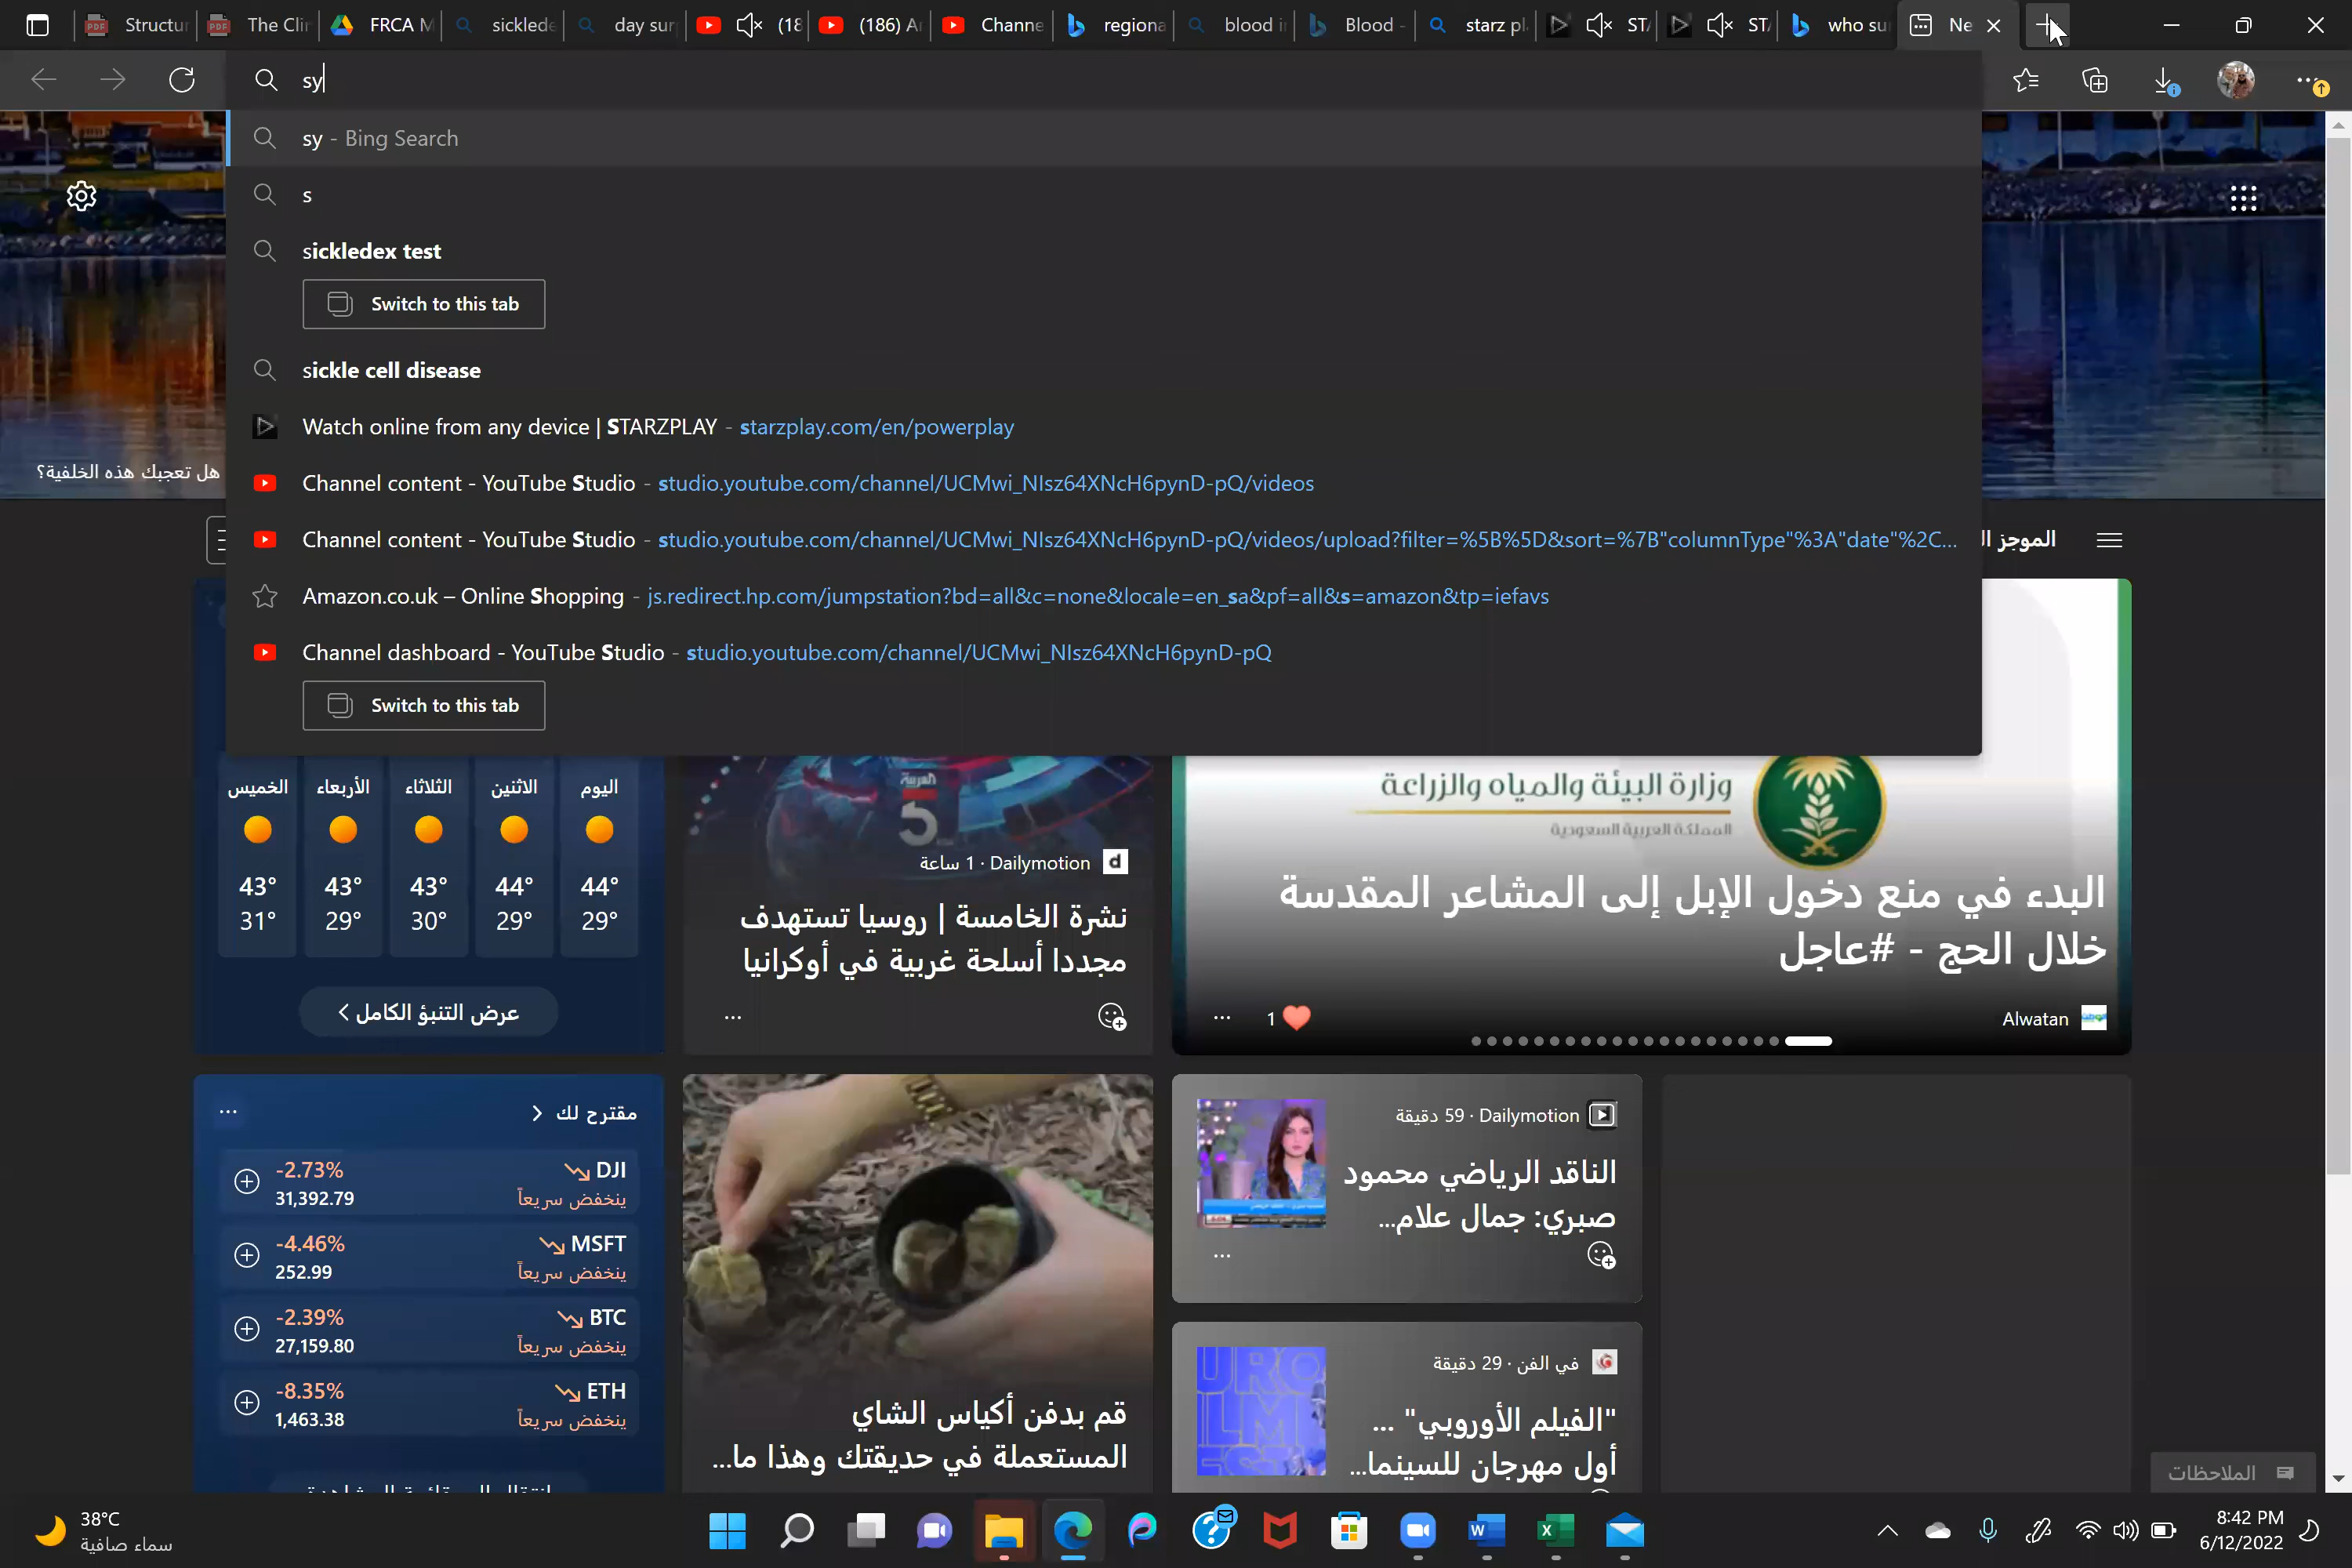 Structur
The Clir
FRCA M
sicklede
day sur
(18
(186) Ar
Channe
regiona
blood i
Blood -
starz pl
ST
ST
who su
Ne
sy
sy - Bing Search
s
sickledex test
Switch to this tab
sickle cell disease
Watch online from any device | STARZPLAY - starzplay.com/en/powerplay
Channel content - YouTube Studio - studio.youtube.com/channel/UCMwi_NIsz64XNcH6pynD-pQ/videos
Channel content - YouTube Studio - studio.youtube.com/channel/UCMwi_NIsz64XNcH6pynD-pQ/videos/upload?filter=%5B%5D&sort=%7B"columnType"%3A"date"%2C...
Amazon.co.uk – Online Shopping - js.redirect.hp.com/jumpstation?bd=all&c=none&locale=en_sa&pf=all&s=amazon&tp=iefavs
Channel dashboard - YouTube Studio - studio.youtube.com/channel/UCMwi_NIsz64XNcH6pynD-pQ
Switch to this tab
هل تعجبك هذه الخلفية؟
الموجز
اليوم الاثنين الثلاثاء الأربعاء الخميس
44° 44° 43° 43° 43°
29° 29° 30° 29° 31°
عرض التنبؤ الكامل
العربية
5
Dailymotion · 1 ساعة
نشرة الخامسة | روسيا تستهدف
مجددا أسلحة غربية في أوكرانيا
وزارة البيئة والمياه والزراعة
المملكة العربية السعودية
البدء في منع دخول الإبل إلى المشاعر المقدسة
خلال الحج - #عاجل
1
Alwatan
مقترح لك
DJI -2.73%
ينخفض سريعاً 31,392.79
MSFT -4.46%
ينخفض سريعاً 252.99
BTC -2.39%
ينخفض سريعاً 27,159.80
ETH -8.35%
ينخفض سريعاً 1,463.38
قم بدفن أكياس الشاي
المستعملة في حديقتك وهذا ما...
Dailymotion · 59 دقيقة
الناقد الرياضي محمود
صبري: جمال علام...
في الفن · 29 دقيقة
"الفيلم الأوروبي" ...
أول مهرجان للسينما...
الملاحظات
38°C
سماء صافية
8:42 PM
6/12/2022